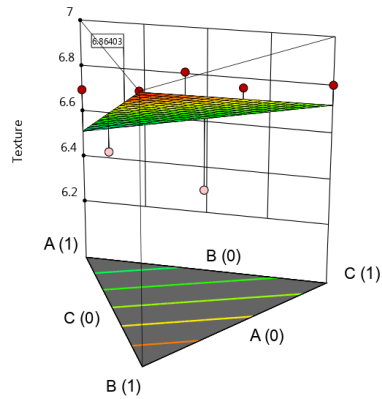 7
6.86403
6.8
6.6
6.4
6.2
Texture
A (1)
B (0)
C (1)
C (0)
A (0)
B (1)